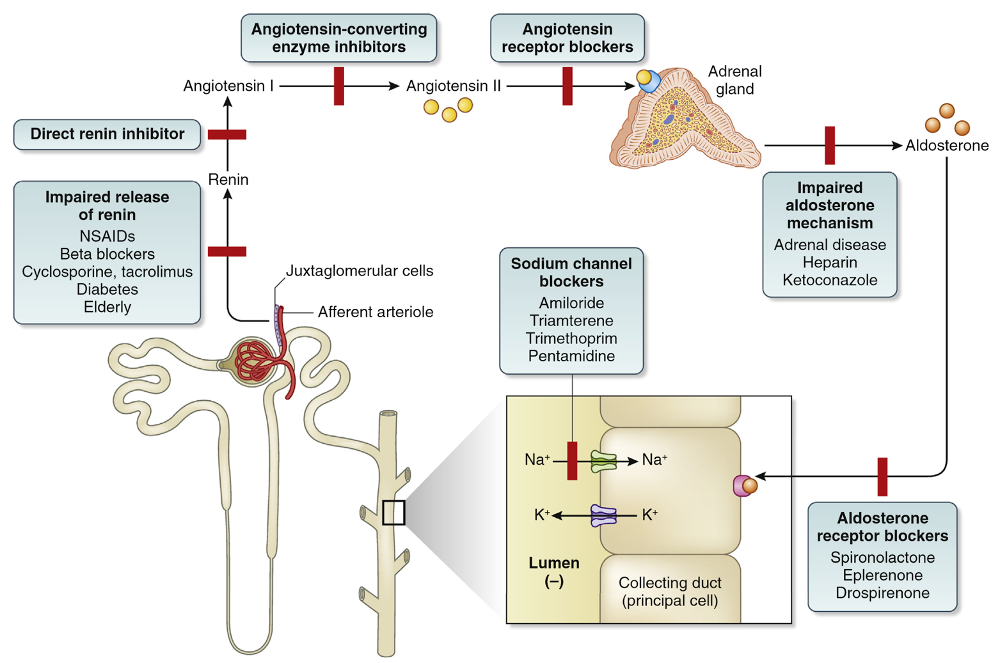 Angiotensin-converting
enzyme inhibitors
Angiotensin
receptor blockers
Angiotensin I
Angiotensin II
Adrenal
gland
Direct renin inhibitor
Aldosterone
Renin
Impaired release
of renin
NSAIDs
Beta blockers
Cyclosporine, tacrolimus
Diabetes
Elderly
Impaired
aldosterone
mechanism
Adrenal disease
Heparin
Ketoconazole
Juxtaglomerular cells
Afferent arteriole
Sodium channel
blockers
Amiloride
Triamterene
Trimethoprim
Pentamidine
Na⁺ Na⁺
K⁺ K⁺
Lumen
(–)
Collecting duct
(principal cell)
Aldosterone
receptor blockers
Spironolactone
Eplerenone
Drospirenone